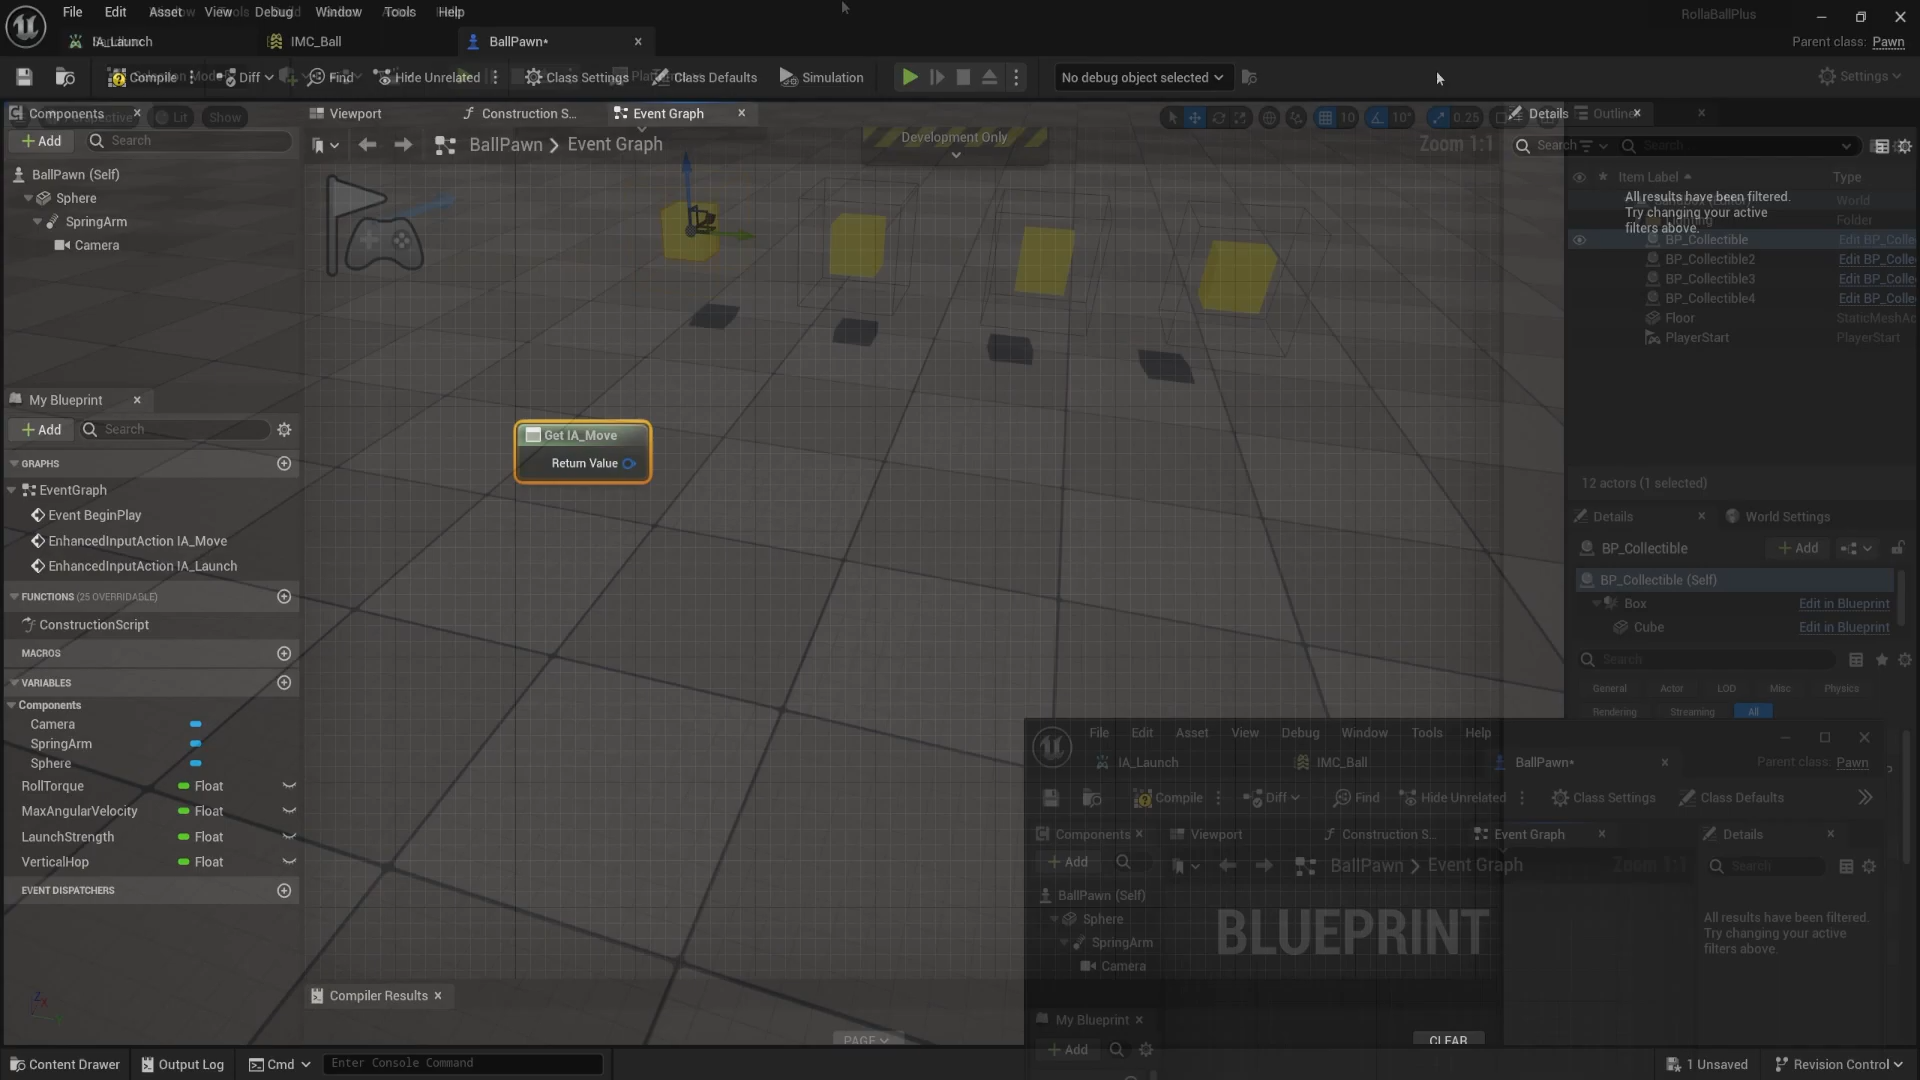 File Edit Asset View Debug Window Tools Help
RollaBallPlus
IA_Launch
IMC_Ball
BallPawn*
Parent class: Pawn
Compile
Diff
Find
Hide Unrelated
Class Settings
Class Defaults
Simulation
No debug object selected
Settings
Components
Perspective
Lit
Show
Viewport
Construction S...
Event Graph
10
10°
0.25
Details
Outliner
Add
Search
BallPawn > Event Graph
Development Only
Zoom 1:1
Search
Search...
BallPawn (Self)
Sphere
SpringArm
Camera
Item Label
Type
All results have been filtered.
Try changing your active
filters above.
World
Folder
BP_Collectible
Edit BP_Colle
BP_Collectible2
Edit BP_Colle
BP_Collectible3
Edit BP_Colle
BP_Collectible4
Edit BP_Colle
Floor
StaticMeshAc
PlayerStart
PlayerStart
My Blueprint
Add
Search
GRAPHS
EventGraph
Event BeginPlay
EnhancedInputAction IA_Move
EnhancedInputAction IA_Launch
FUNCTIONS (25 OVERRIDABLE)
ConstructionScript
MACROS
VARIABLES
Components
Camera
SpringArm
Sphere
RollTorque Float
MaxAngularVelocity Float
LaunchStrength Float
VerticalHop Float
EVENT DISPATCHERS
Get IA_Move
Return Value
12 actors (1 selected)
Details
World Settings
BP_Collectible
Add
BP_Collectible (Self)
Box
Edit in Blueprint
Cube
Edit in Blueprint
Search
General Actor LOD Misc Physics
Rendering Streaming All
File Edit Asset View Debug Window Tools Help
IA_Launch
IMC_Ball
BallPawn*
Parent class: Pawn
Compile
Diff
Find
Hide Unrelated
Class Settings
Class Defaults
Components
Viewport
Construction S...
Event Graph
Details
Add
BallPawn > Event Graph
Zoom 1:1
Search
BallPawn (Self)
Sphere
SpringArm
Camera
BLUEPRINT
All results have been filtered.
Try changing your active
filters above.
My Blueprint
Add
Compiler Results
PAGE
CLEAR
Content Drawer
Output Log
Cmd
Enter Console Command
1 Unsaved
Revision Control